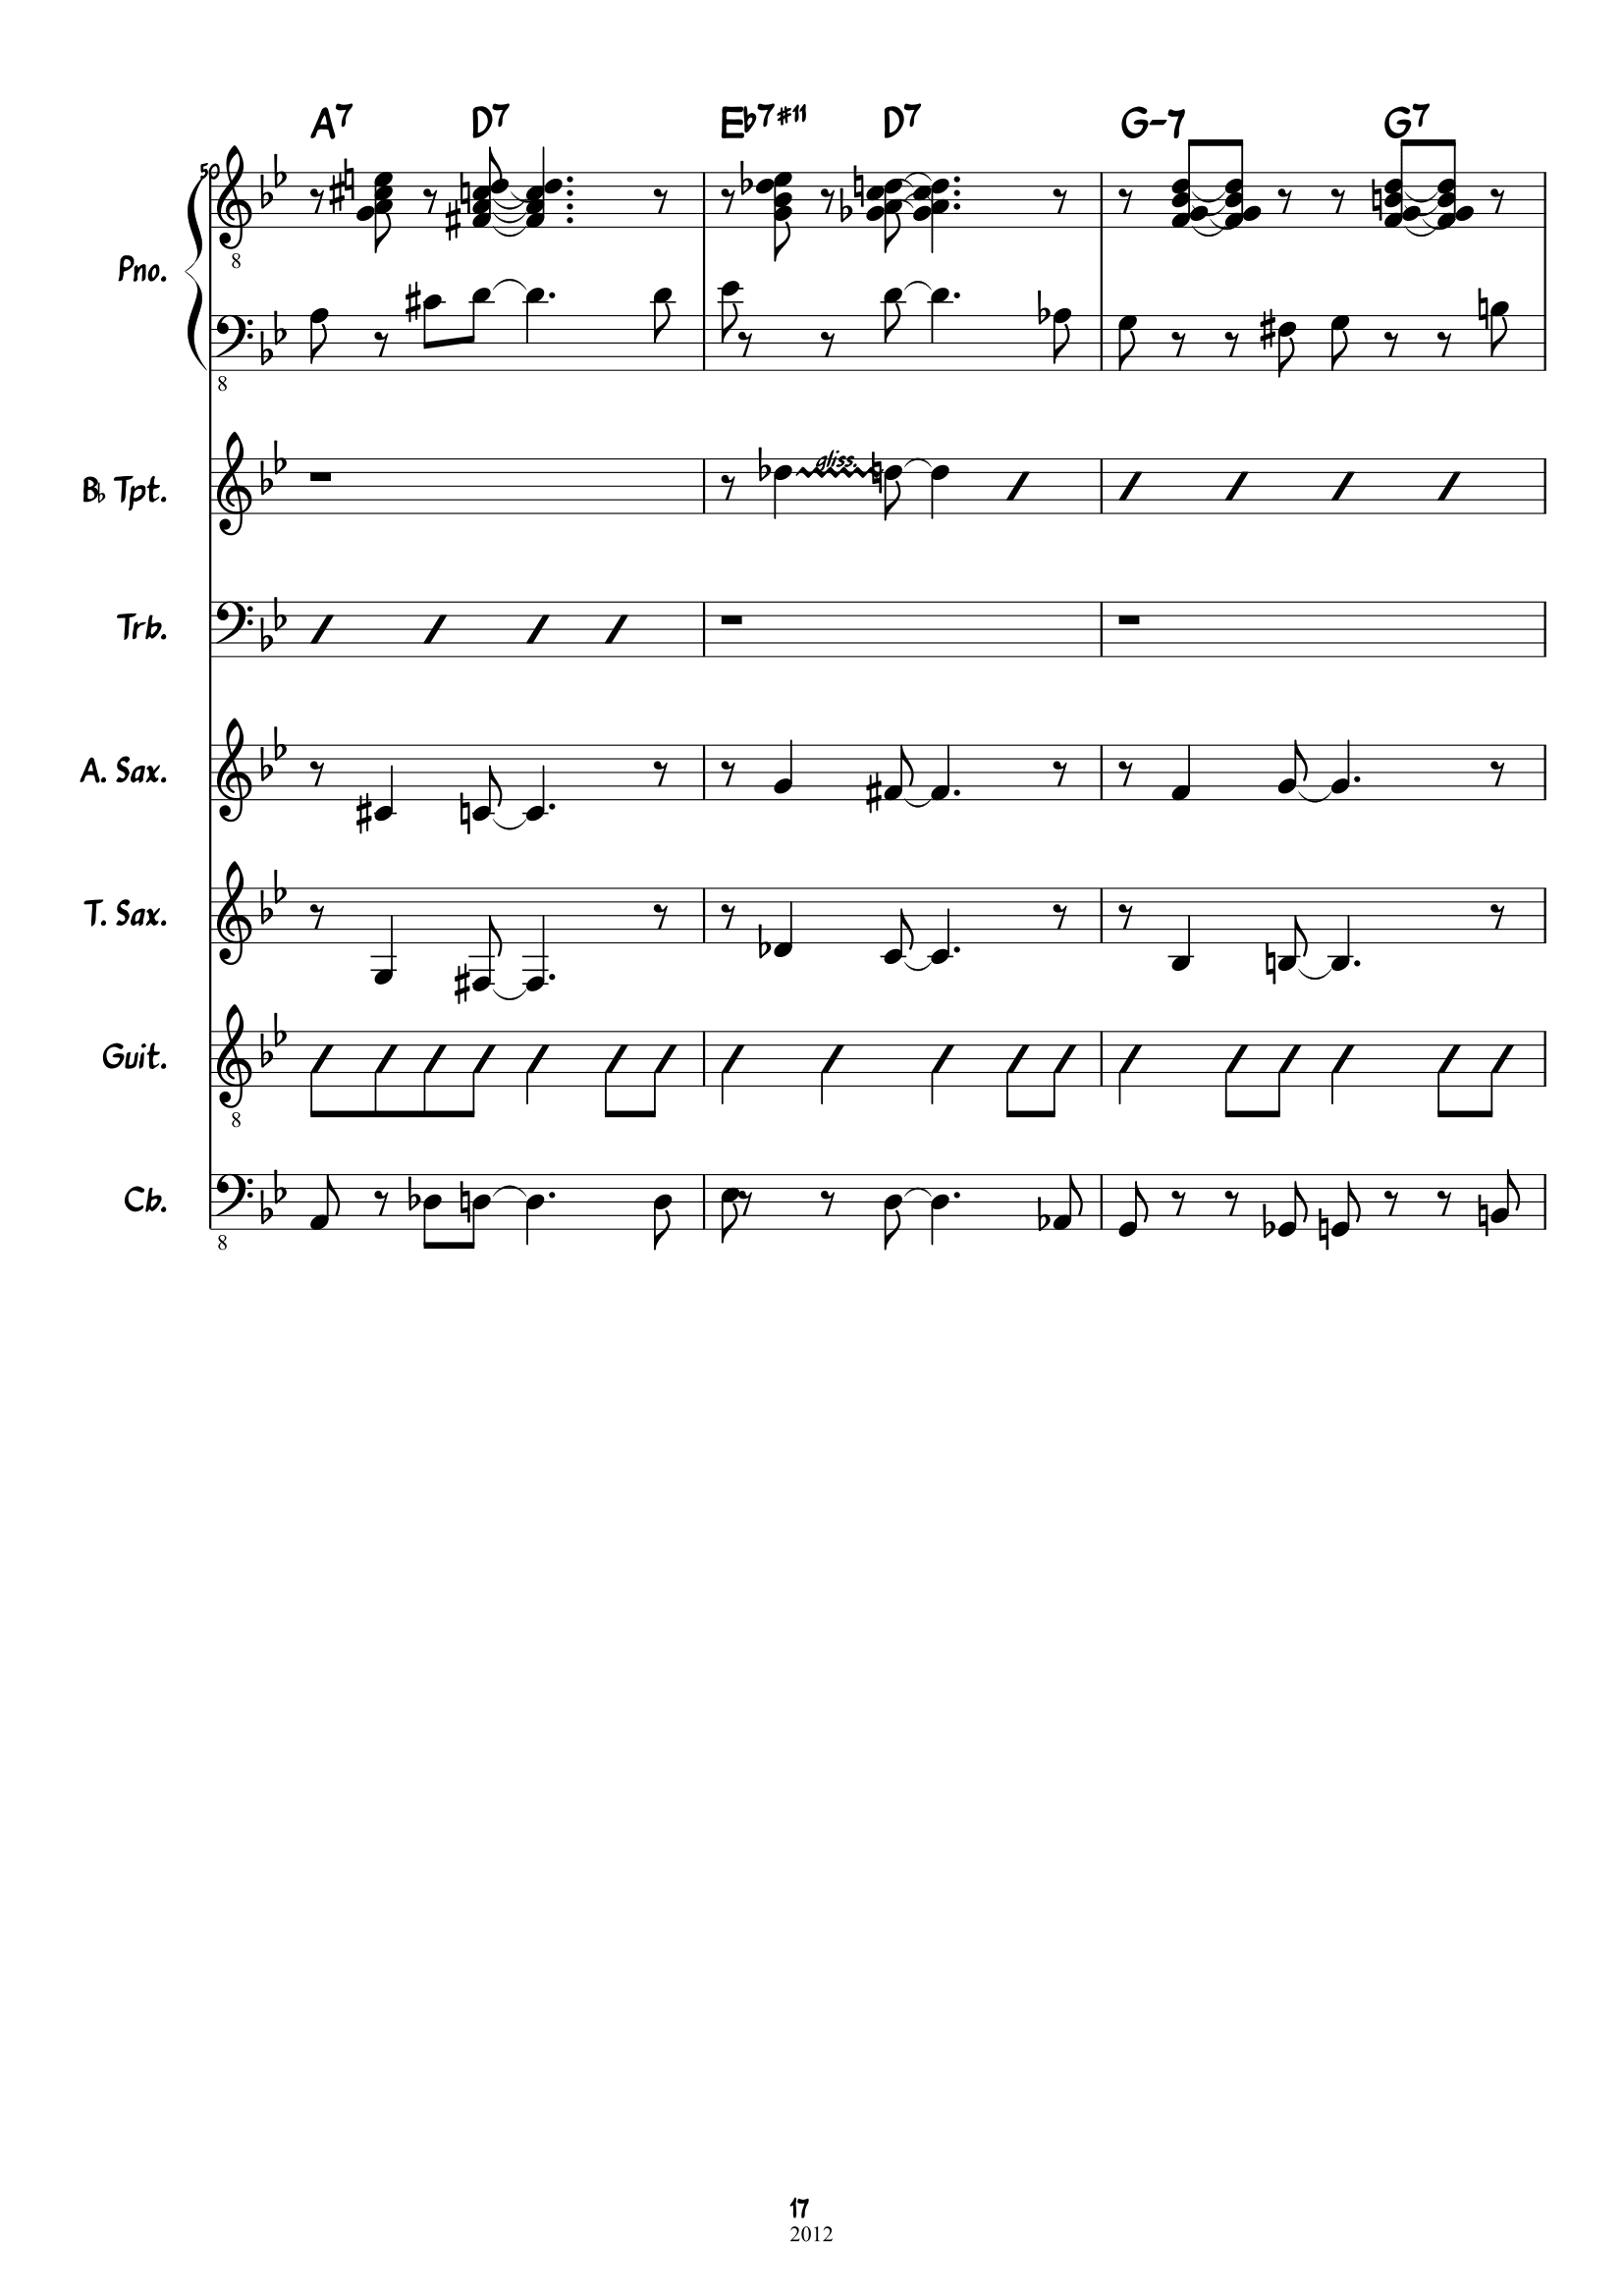 A7 D7 Eb7#11 D7 G-7 G7
50
8
Pno.
8
gliss.
B♭ Tpt.
Trb.
A. Sax.
T. Sax.
Guit.
8
Cb.
8
17
2012